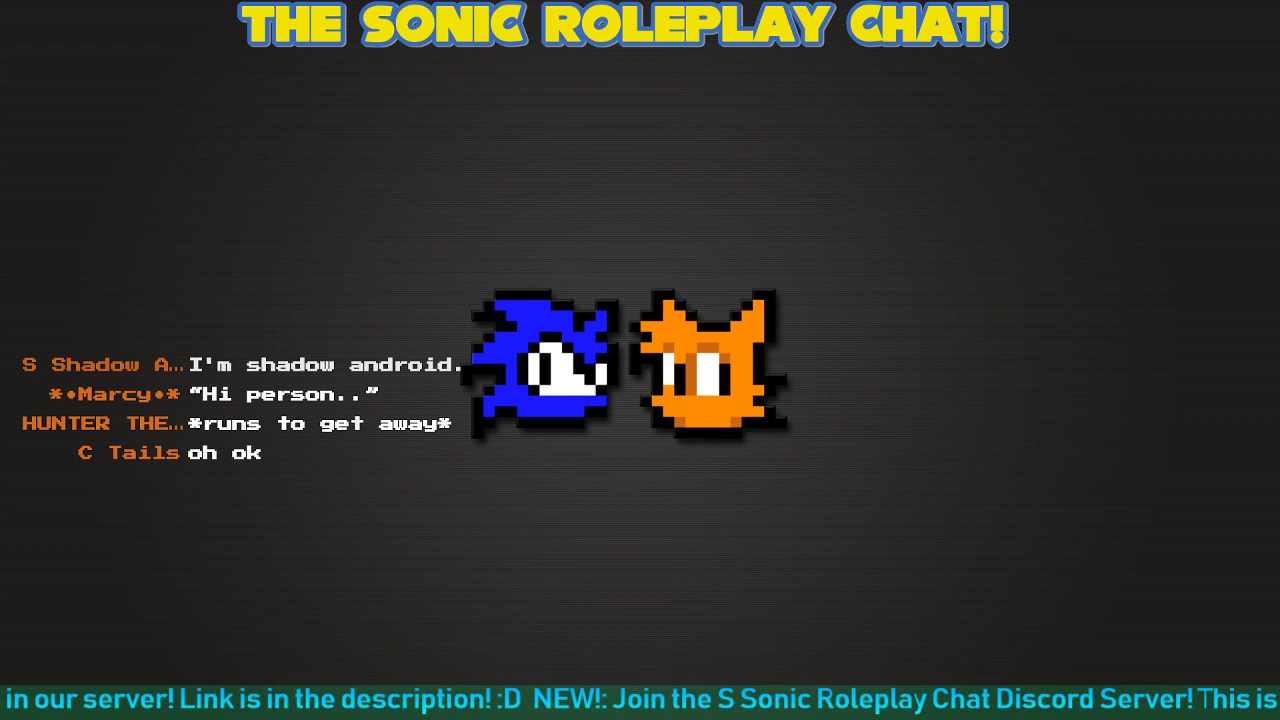 THE SONIC ROLEPLAY CHAT!
S Shadow A... I'm shadow android.
*•Marcy•* “Hi person..”
HUNTER THE... *runs to get away*
C Tails oh ok
in our server! Link is in the description! :D NEW!: Join the S Sonic Roleplay Chat Discord Server! This is